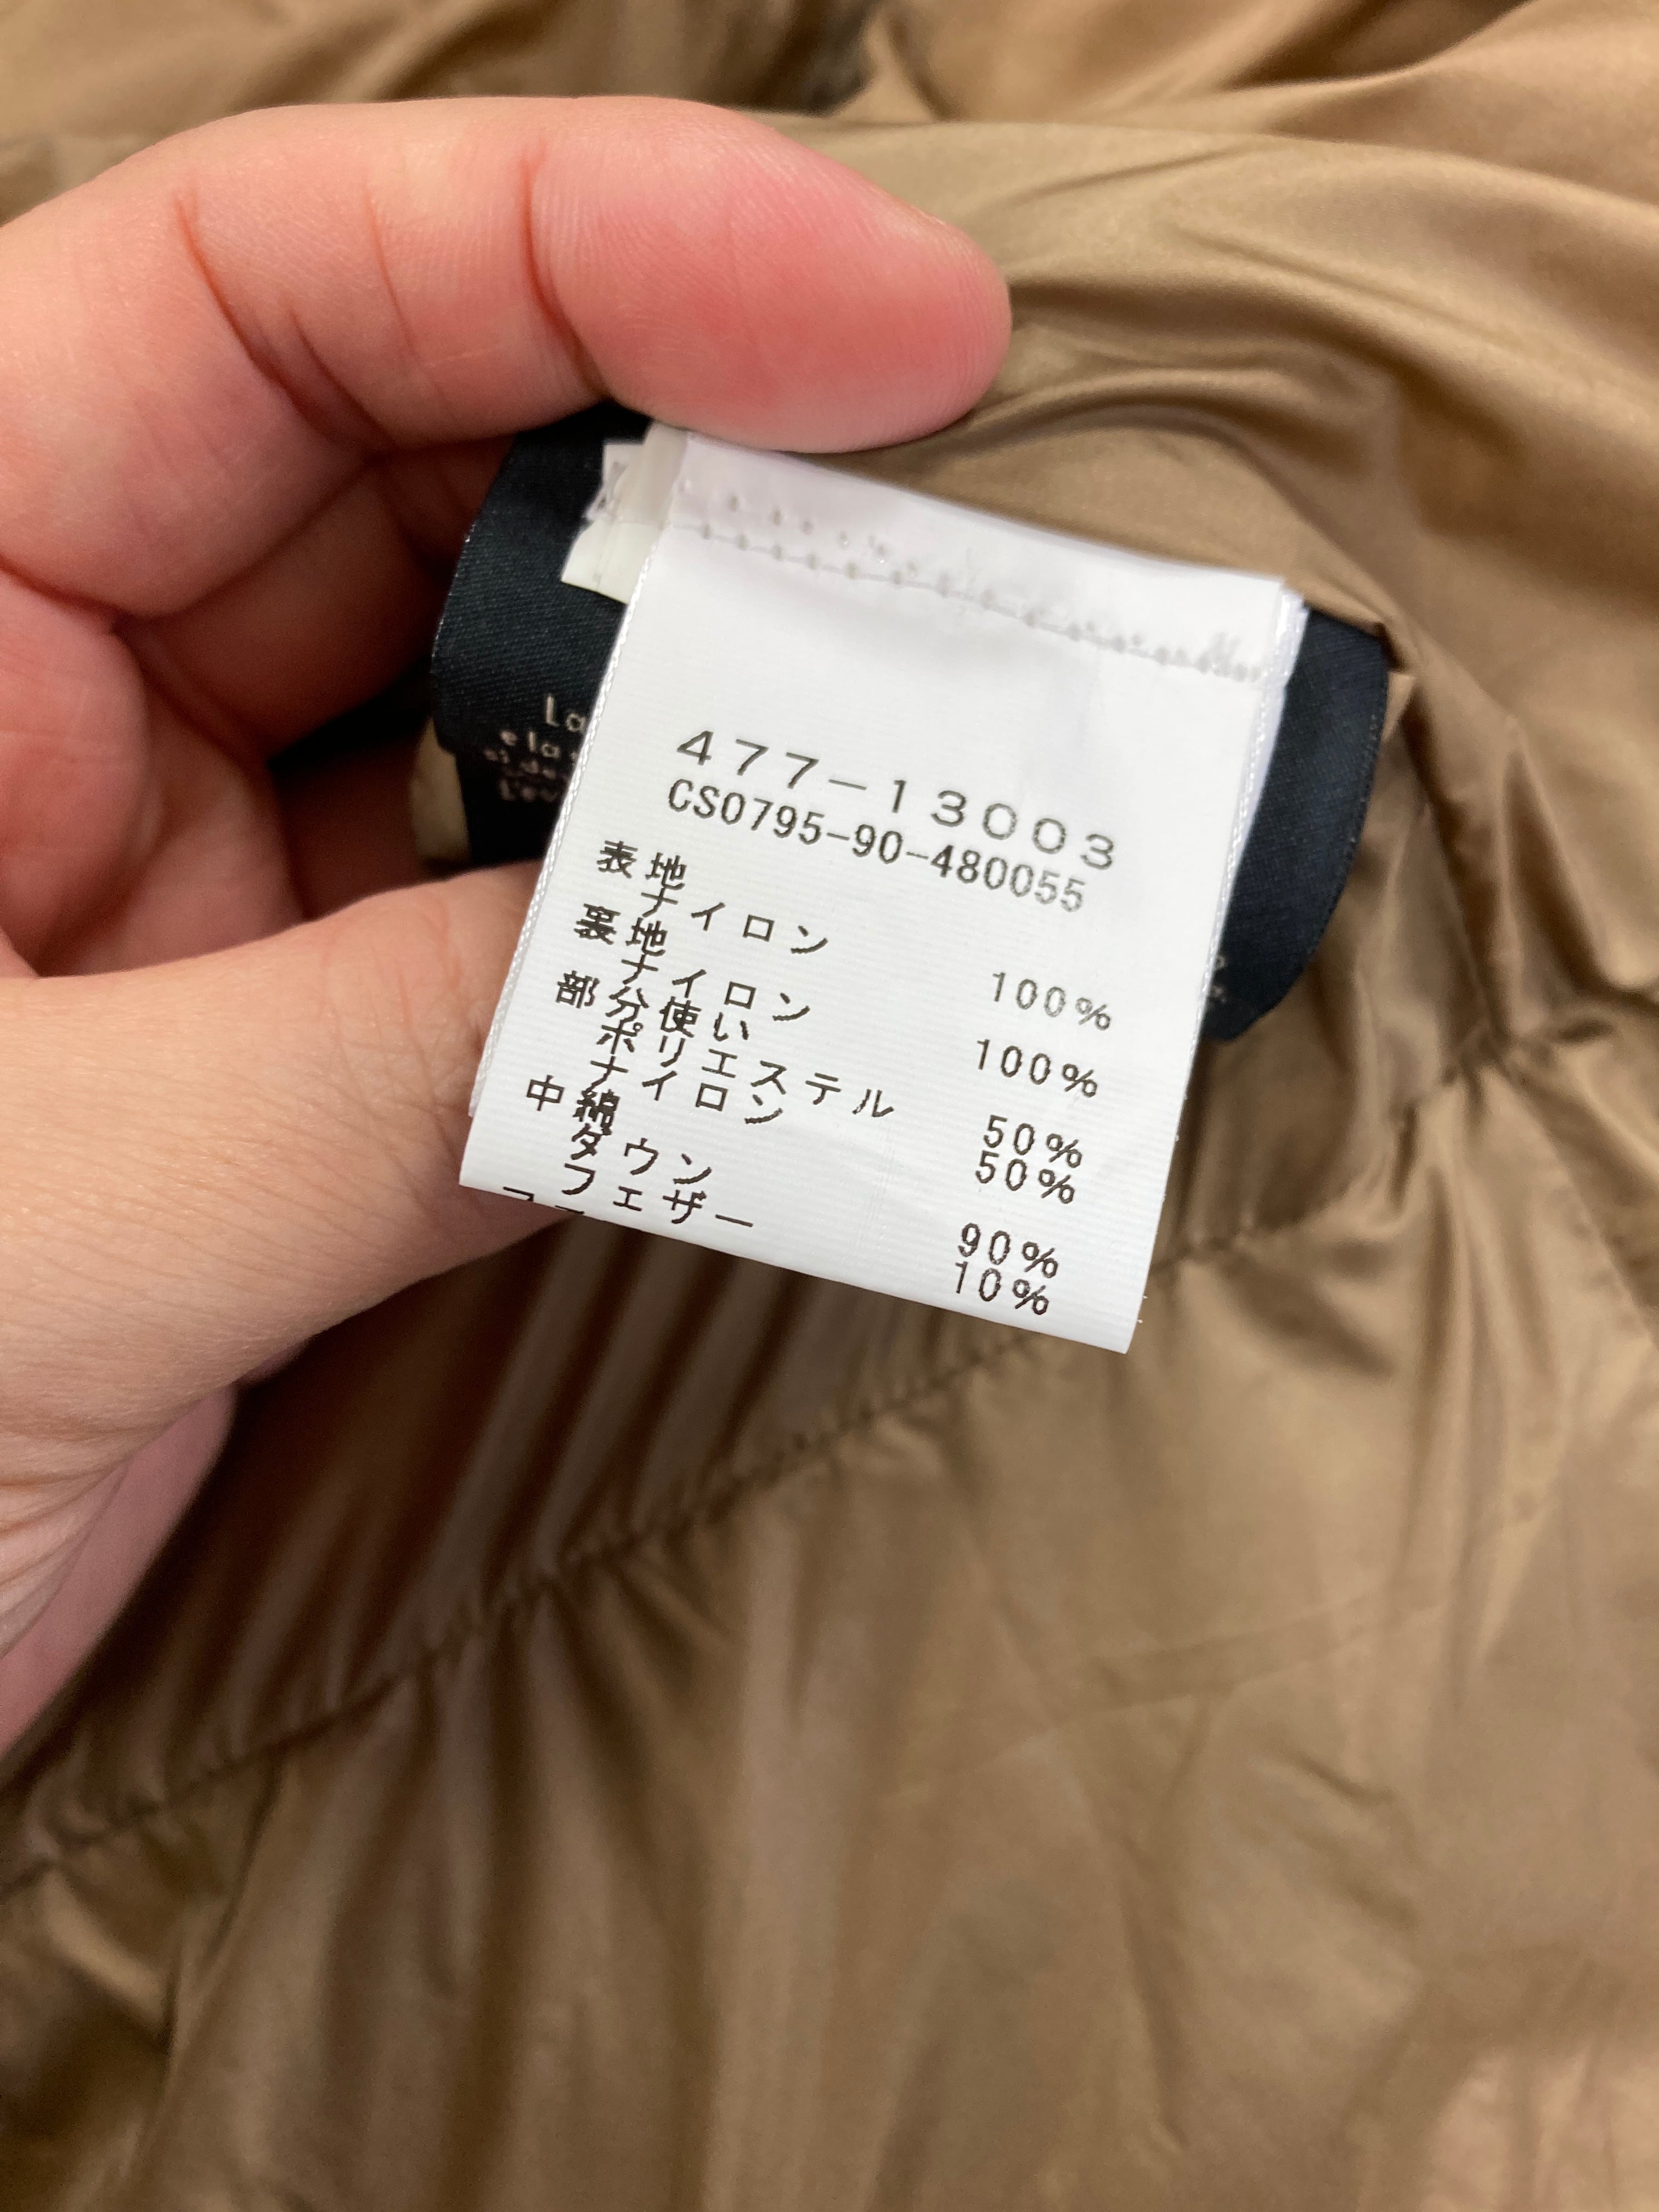 477-13003
CS0795-90-480055
表地
ナイロン 100%
裏地
ナイロン 100%
部分使い
ポリエステル 50%
ナイロン 50%
中綿
ダウン 90%
フェザー 10%
La
e la